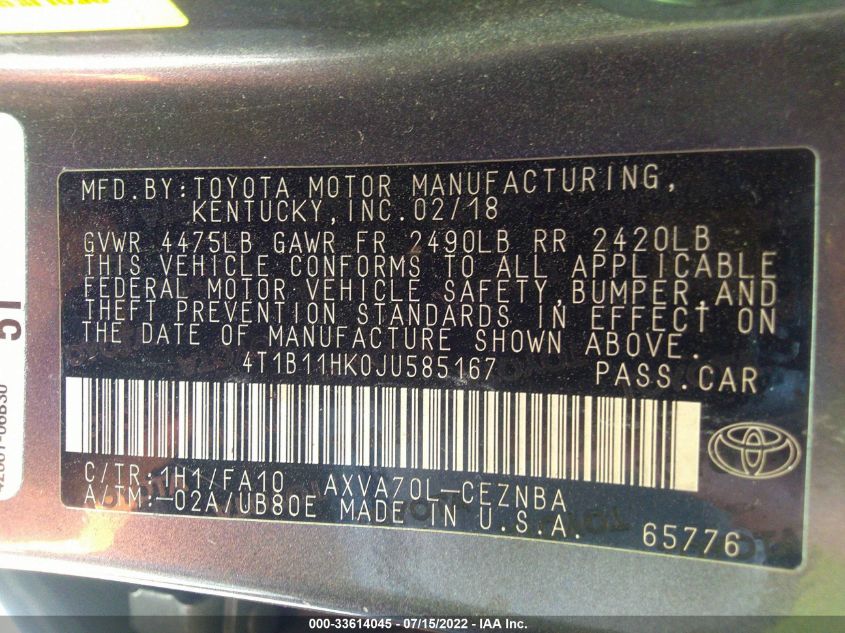 MFD.BY:TOYOTA MOTOR MANUFACTURING,
KENTUCKY,INC.02/18
GVWR 4475LB GAWR FR 2490LB RR 2420LB
THIS VEHICLE CONFORMS TO ALL APPLICABLE
FEDERAL MOTOR VEHICLE SAFETY,BUMPER,AND
THEFT PREVENTION STANDARDS IN EFFECT ON
THE DATE OF MANUFACTURE SHOWN ABOVE.
4T1B11HK0JU585167 PASS.CAR
C/TR:1H1/FA10 AXVA70L-CEZNBA
A/TM:-02A/UB80E MADE IN U.S.A. 65776
51
000-33614045 - 07/15/2022 - IAA Inc.